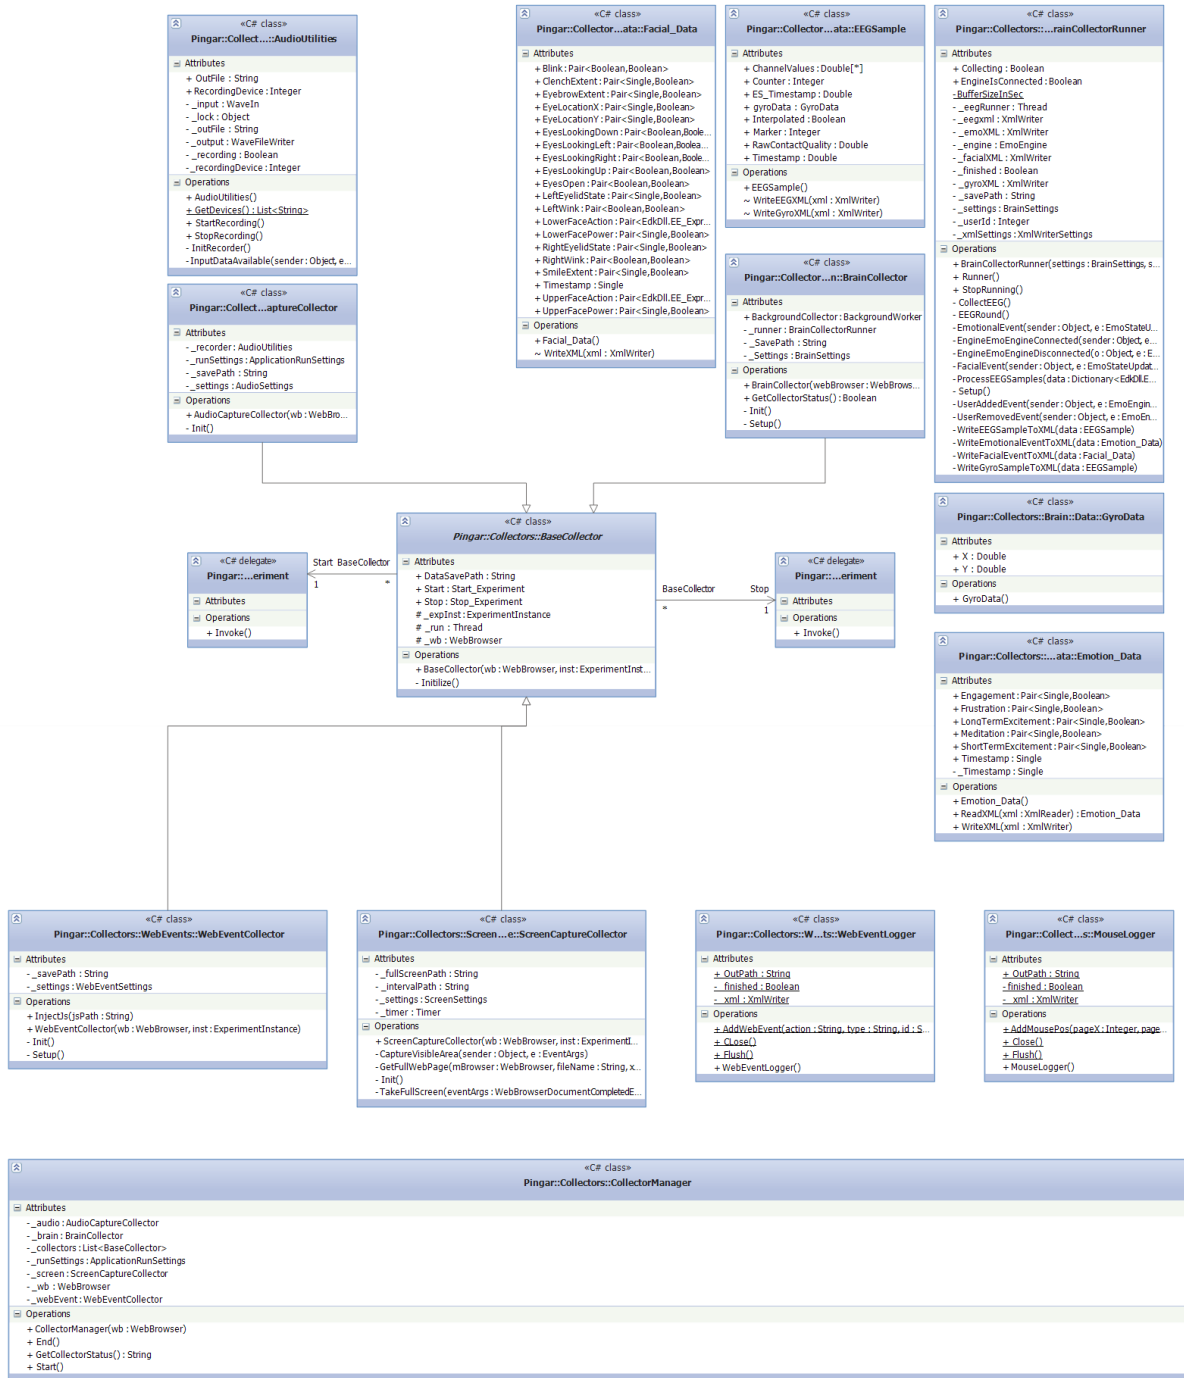 «C# class»
Pingar::Collect...::AudioUtilities
Attributes
+ OutFile : String
+ RecordingDevice : Integer
- _input : WaveIn
- _lock : Object
- _outFile : String
- _output : WaveFileWriter
- _recording : Boolean
- _recordingDevice : Integer
Operations
+ AudioUtilities()
+ GetDevices() : List<String>
+ StartRecording()
+ StopRecording()
- InitRecorder()
- InputDataAvailable(sender : Object, e...
«C# class»
Pingar::Collect...aptureCollector
Attributes
- _recorder : AudioUtilities
- _runSettings : ApplicationRunSettings
- _savePath : String
- _settings : AudioSettings
Operations
+ AudioCaptureCollector(wb : WebBro...
- Init()
«C# class»
Pingar::Collector...ata::Facial_Data
Attributes
+ Blink : Pair<Boolean,Boolean>
+ ClenchExtent : Pair<Single,Boolean>
+ EyebrowExtent : Pair<Single,Boolean>
+ EyeLocationX : Pair<Single,Boolean>
+ EyeLocationY : Pair<Single,Boolean>
+ EyesLookingDown : Pair<Boolean,Boole...
+ EyesLookingLeft : Pair<Boolean,Boolea...
+ EyesLookingRight : Pair<Boolean,Boole...
+ EyesLookingUp : Pair<Boolean,Boolean>
+ EyesOpen : Pair<Boolean,Boolean>
+ LeftEyelidState : Pair<Single,Boolean>
+ LeftWink : Pair<Boolean,Boolean>
+ LowerFaceAction : Pair<EdkDll.EE_Expr...
+ LowerFacePower : Pair<Single,Boolean>
+ RightEyelidState : Pair<Single,Boolean>
+ RightWink : Pair<Boolean,Boolean>
+ SmileExtent : Pair<Single,Boolean>
+ Timestamp : Single
+ UpperFaceAction : Pair<EdkDll.EE_Expr...
+ UpperFacePower : Pair<Single,Boolean>
Operations
+ Facial_Data()
~ WriteXML(xml : XmlWriter)
«C# class»
Pingar::Collector...ata::EEGSample
Attributes
+ ChannelValues : Double[*]
+ Counter : Integer
+ ES_Timestamp : Double
+ gyroData : GyroData
+ Interpolated : Boolean
+ Marker : Integer
+ RawContactQuality : Double
+ Timestamp : Double
Operations
+ EEGSample()
~ WriteEEGXML(xml : XmlWriter)
~ WriteGyroXML(xml : XmlWriter)
«C# class»
Pingar::Collector...n::BrainCollector
Attributes
+ BackgroundCollector : BackgroundWorker
- _runner : BrainCollectorRunner
- _SavePath : String
- _Settings : BrainSettings
Operations
+ BrainCollector(webBrowser : WebBrows...
+ GetCollectorStatus() : Boolean
- Init()
- Setup()
«C# class»
Pingar::Collectors::...rainCollectorRunner
Attributes
+ Collecting : Boolean
+ EngineIsConnected : Boolean
- BufferSizeInSec
- _eegRunner : Thread
- _eegxml : XmlWriter
- _emoXML : XmlWriter
- _engine : EmoEngine
- _facialXML : XmlWriter
- _finished : Boolean
- _gyroXML : XmlWriter
- _savePath : String
- _settings : BrainSettings
- _userId : Integer
- _xmlSettings : XmlWriterSettings
Operations
+ BrainCollectorRunner(settings : BrainSettings, s...
+ Runner()
+ StopRunning()
- CollectEEG()
- EEGRound()
- EmotionalEvent(sender : Object, e : EmoStateU...
- EngineEmoEngineConnected(sender : Object, e...
- EngineEmoEngineDisconnected(o : Object, e : E...
- FacialEvent(sender : Object, e : EmoStateUpdat...
- ProcessEEGSamples(data : Dictionary<EdkDll.E...
- Setup()
- UserAddedEvent(sender : Object, e : EmoEngin...
- UserRemovedEvent(sender : Object, e : EmoEn...
- WriteEEGSampleToXML(data : EEGSample)
- WriteEmotionalEventToXML(data : Emotion_Data)
- WriteFacialEventToXML(data : Facial_Data)
- WriteGyroSampleToXML(data : EEGSample)
«C# class»
Pingar::Collectors::Brain::Data::GyroData
Attributes
+ X : Double
+ Y : Double
Operations
+ GyroData()
«C# class»
Pingar::Collectors::...ata::Emotion_Data
Attributes
+ Engagement : Pair<Single,Boolean>
+ Frustration : Pair<Single,Boolean>
+ LongTermExcitement : Pair<Single,Boolean>
+ Meditation : Pair<Single,Boolean>
+ ShortTermExcitement : Pair<Single,Boolean>
+ Timestamp : Single
- _Timestamp : Single
Operations
+ Emotion_Data()
+ ReadXML(xml : XmlReader) : Emotion_Data
+ WriteXML(xml : XmlWriter)
«C# delegate»
Pingar::...eriment
Attributes
Operations
+ Invoke()
Start BaseCollector
1 *
«C# class»
Pingar::Collectors::BaseCollector
Attributes
+ DataSavePath : String
+ Start : Start_Experiment
+ Stop : Stop_Experiment
# _expInst : ExperimentInstance
# _run : Thread
# _wb : WebBrowser
Operations
+ BaseCollector(wb : WebBrowser, inst : ExperimentInst...
- Initilize()
BaseCollector Stop
* 1
«C# delegate»
Pingar::...eriment
Attributes
Operations
+ Invoke()
«C# class»
Pingar::Collectors::WebEvents::WebEventCollector
Attributes
- _savePath : String
- _settings : WebEventSettings
Operations
+ InjectJs(jsPath : String)
+ WebEventCollector(wb : WebBrowser, inst : ExperimentInstance)
- Init()
- Setup()
«C# class»
Pingar::Collectors::Screen...e::ScreenCaptureCollector
Attributes
- _fullScreenPath : String
- _intervalPath : String
- _settings : ScreenSettings
- _timer : Timer
Operations
+ ScreenCaptureCollector(wb : WebBrowser, inst : ExperimentI...
- CaptureVisibleArea(sender : Object, e : EventArgs)
- GetFullWebPage(mBrowser : WebBrowser, fileName : String, x...
- Init()
- TakeFullScreen(eventArgs : WebBrowserDocumentCompletedE...
«C# class»
Pingar::Collectors::W...ts::WebEventLogger
Attributes
+ OutPath : String
- finished : Boolean
- _xml : XmlWriter
Operations
+ AddWebEvent(action : String, type : String, id : S...
+ CLose()
+ Flush()
+ WebEventLogger()
«C# class»
Pingar::Collect...s::MouseLogger
Attributes
+ OutPath : String
- finished : Boolean
- _xml : XmlWriter
Operations
+ AddMousePos(pageX : Integer, page...
+ Close()
+ Flush()
+ MouseLogger()
«C# class»
Pingar::Collectors::CollectorManager
Attributes
- _audio : AudioCaptureCollector
- _brain : BrainCollector
- _collectors : List<BaseCollector>
- _runSettings : ApplicationRunSettings
- _screen : ScreenCaptureCollector
- _wb : WebBrowser
- _webEvent : WebEventCollector
Operations
+ CollectorManager(wb : WebBrowser)
+ End()
+ GetCollectorStatus() : String
+ Start()